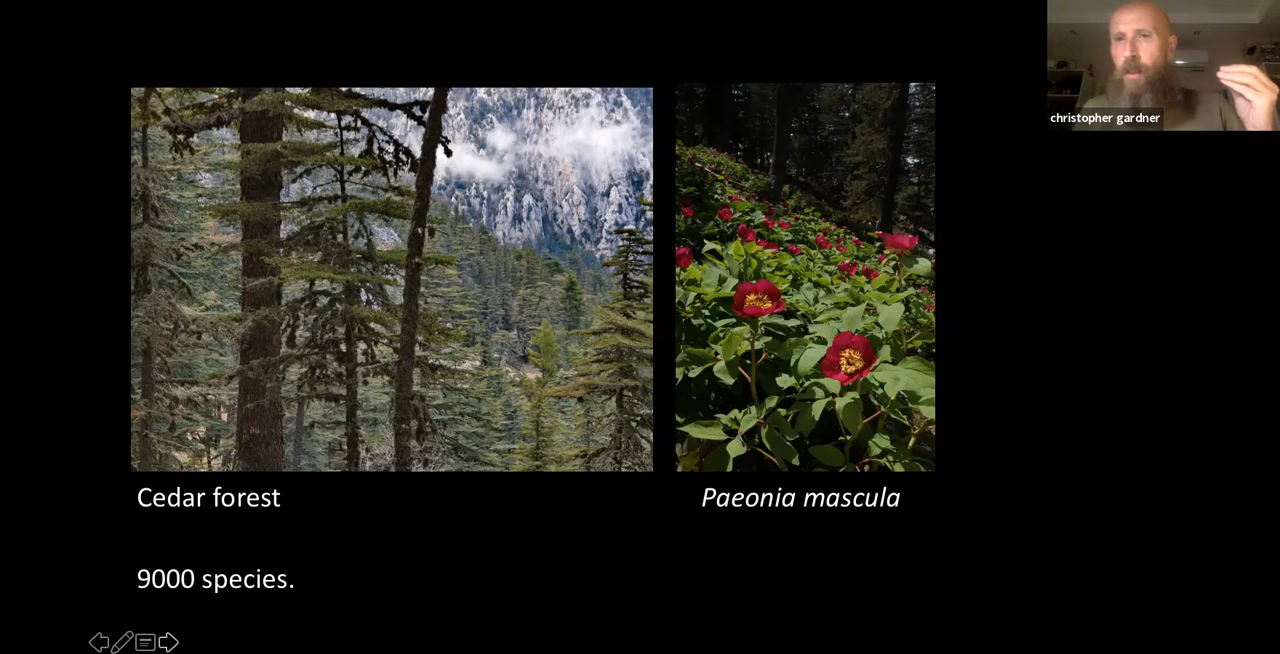 christopher gardner
Cedar forest
Paeonia mascula
9000 species.